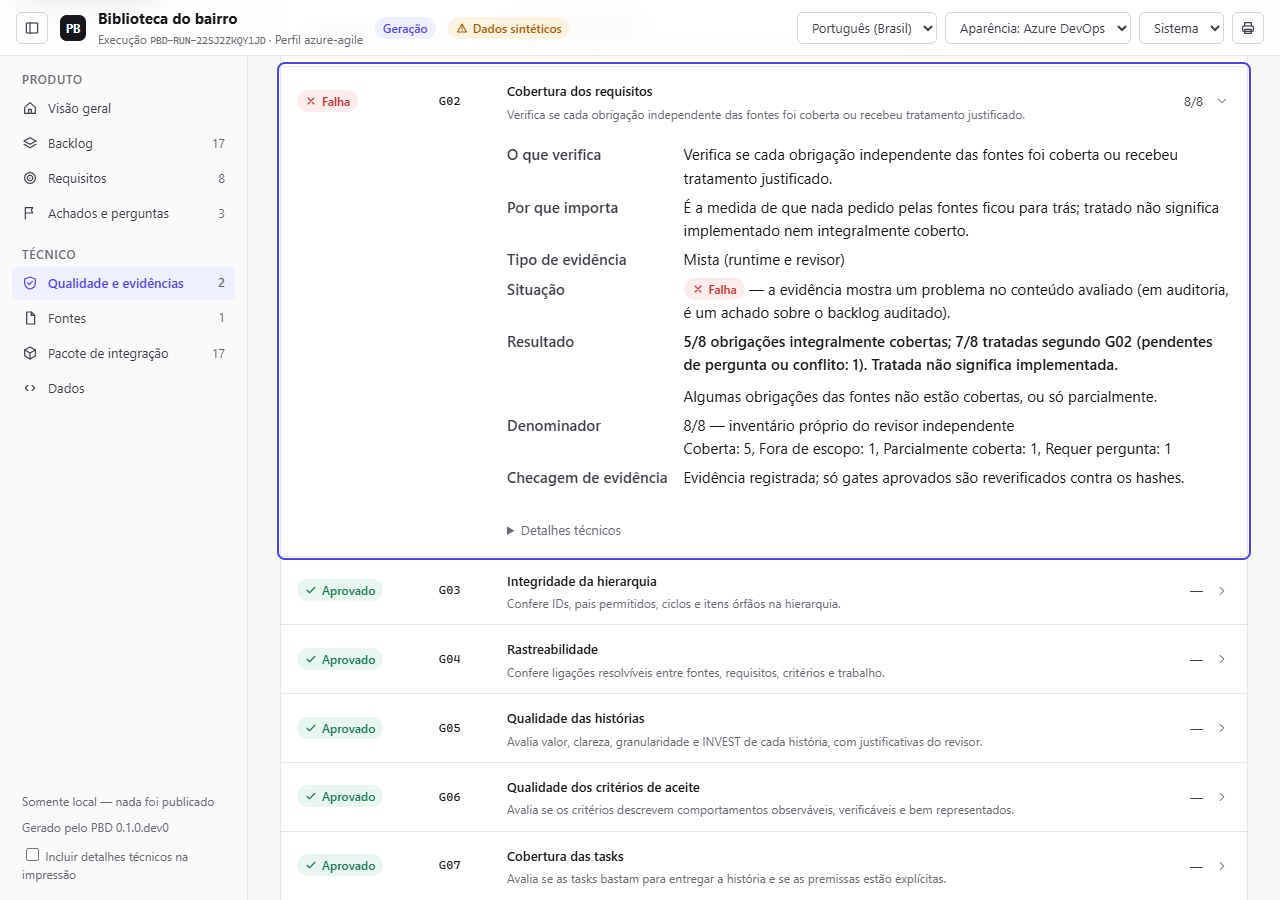 PB
Biblioteca do bairro
Execução PBD-RUN-22SJ2ZKQY1JD · Perfil azure-agile
Geração
Dados sintéticos
Português (Brasil)
Aparência: Azure DevOps
Sistema
PRODUTO
Visão geral
Backlog 17
Requisitos 8
Achados e perguntas 3
TÉCNICO
Qualidade e evidências 2
Fontes 1
Pacote de integração 17
Dados
Somente local — nada foi publicado
Gerado pelo PBD 0.1.0.dev0
Incluir detalhes técnicos na
impressão
Falha G02 Cobertura dos requisitos 8/8
Verifica se cada obrigação independente das fontes foi coberta ou recebeu tratamento justificado.
O que verifica Verifica se cada obrigação independente das fontes foi coberta ou recebeu
tratamento justificado.
Por que importa É a medida de que nada pedido pelas fontes ficou para trás; tratado não significa
implementado nem integralmente coberto.
Tipo de evidência Mista (runtime e revisor)
Situação Falha — a evidência mostra um problema no conteúdo avaliado (em auditoria,
é um achado sobre o backlog auditado).
Resultado 5/8 obrigações integralmente cobertas; 7/8 tratadas segundo G02 (pendentes
de pergunta ou conflito: 1). Tratada não significa implementada.
Algumas obrigações das fontes não estão cobertas, ou só parcialmente.
Denominador 8/8 — inventário próprio do revisor independente
Coberta: 5, Fora de escopo: 1, Parcialmente coberta: 1, Requer pergunta: 1
Checagem de evidência Evidência registrada; só gates aprovados são reverificados contra os hashes.
Detalhes técnicos
Aprovado G03 Integridade da hierarquia —
Confere IDs, pais permitidos, ciclos e itens órfãos na hierarquia.
Aprovado G04 Rastreabilidade —
Confere ligações resolvíveis entre fontes, requisitos, critérios e trabalho.
Aprovado G05 Qualidade das histórias —
Avalia valor, clareza, granularidade e INVEST de cada história, com justificativas do revisor.
Aprovado G06 Qualidade dos critérios de aceite —
Avalia se os critérios descrevem comportamentos observáveis, verificáveis e bem representados.
Aprovado G07 Cobertura das tasks —
Avalia se as tasks bastam para entregar a história e se as premissas estão explícitas.